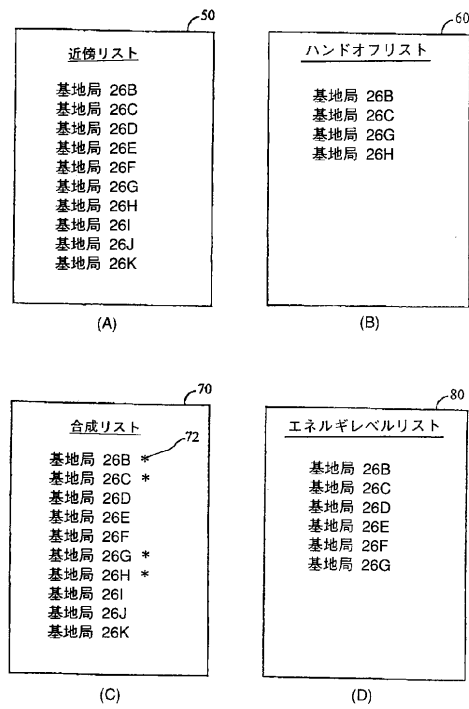 50
近傍リスト
基地局 26B
基地局 26C
基地局 26D
基地局 26E
基地局 26F
基地局 26G
基地局 26H
基地局 26I
基地局 26J
基地局 26K
(A)
60
ハンドオフリスト
基地局 26B
基地局 26C
基地局 26G
基地局 26H
(B)
70
合成リスト
72
基地局 26B *
基地局 26C *
基地局 26D
基地局 26E
基地局 26F
基地局 26G *
基地局 26H *
基地局 26I
基地局 26J
基地局 26K
(C)
80
エネルギレベルリスト
基地局 26B
基地局 26C
基地局 26D
基地局 26E
基地局 26F
基地局 26G
(D)